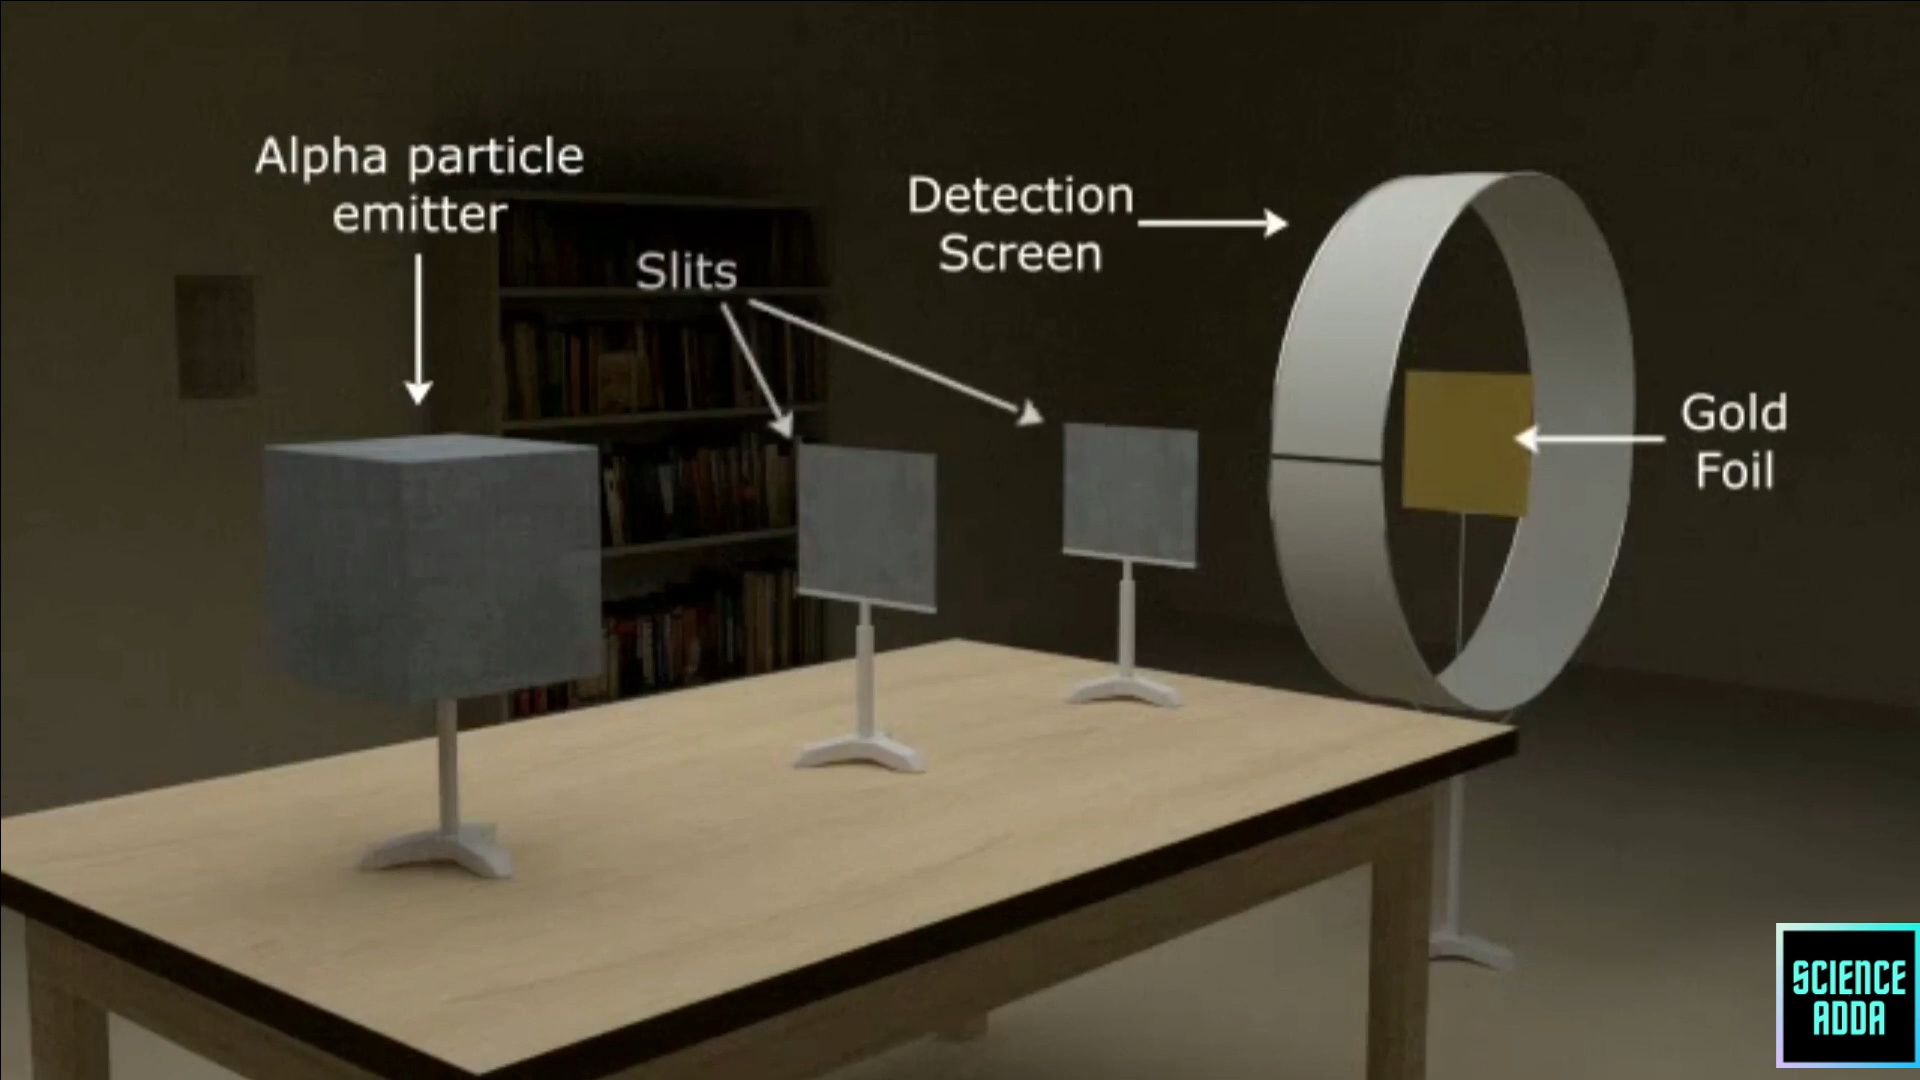 Alpha particle
emitter
Slits
Detection
Screen
Gold
Foil
SCIENCE
ADDA